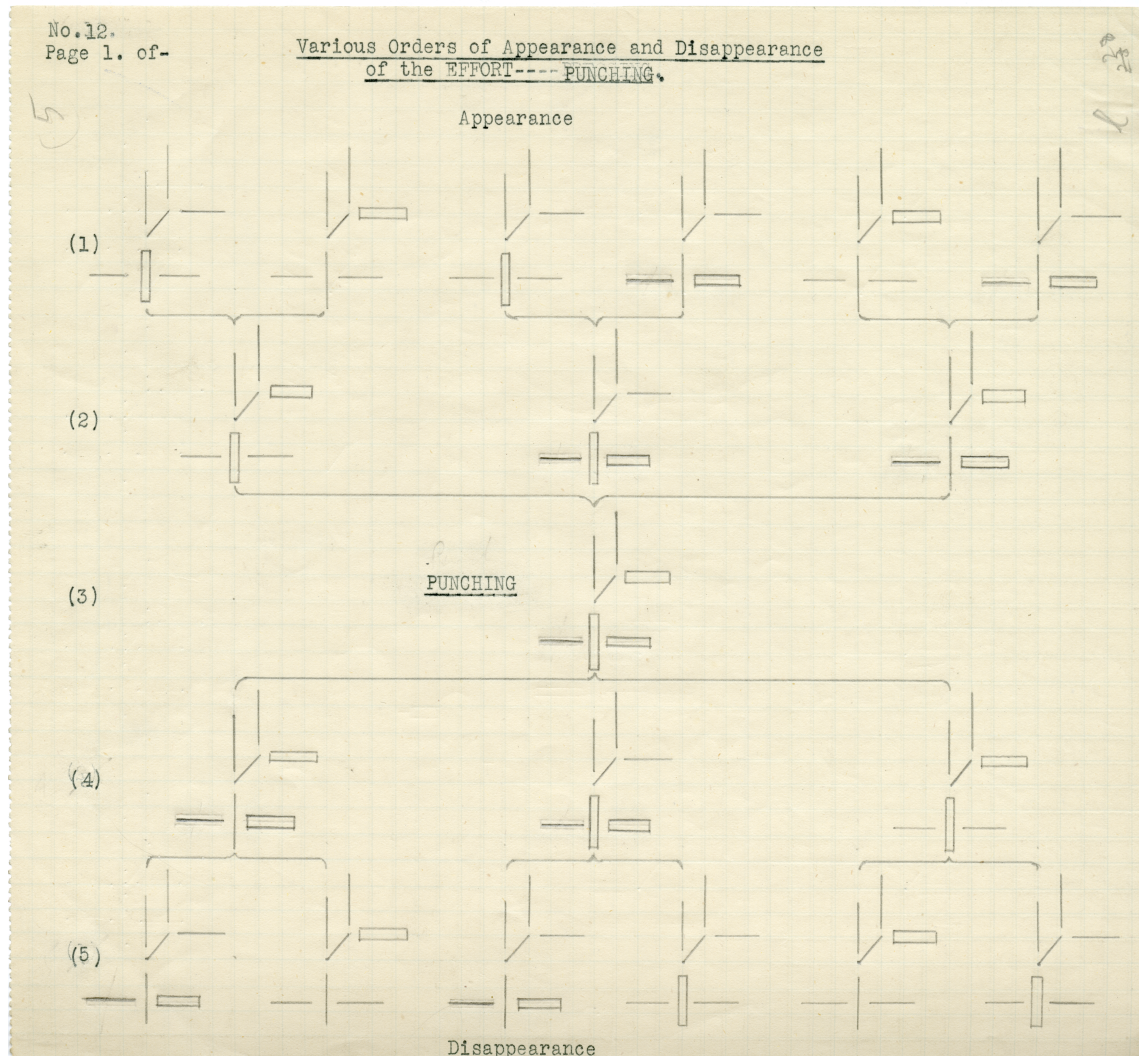 No.12.
Page 1. of-
Various Orders of Appearance and Disappearance
of the EFFORT---- PUNCHING.
5
Appearance
(1)
(2)
(3)
PUNCHING
(4)
(5)
Disappearance